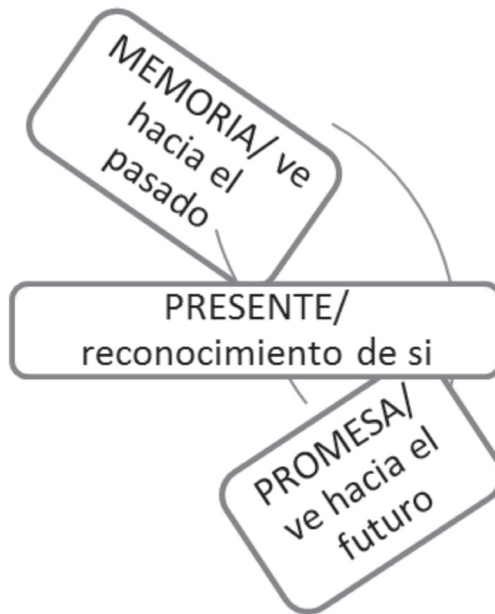 MEMORIA/ ve
hacia el
pasado
PRESENTE/
reconocimiento de si
PROMESA/
ve hacia el
futuro